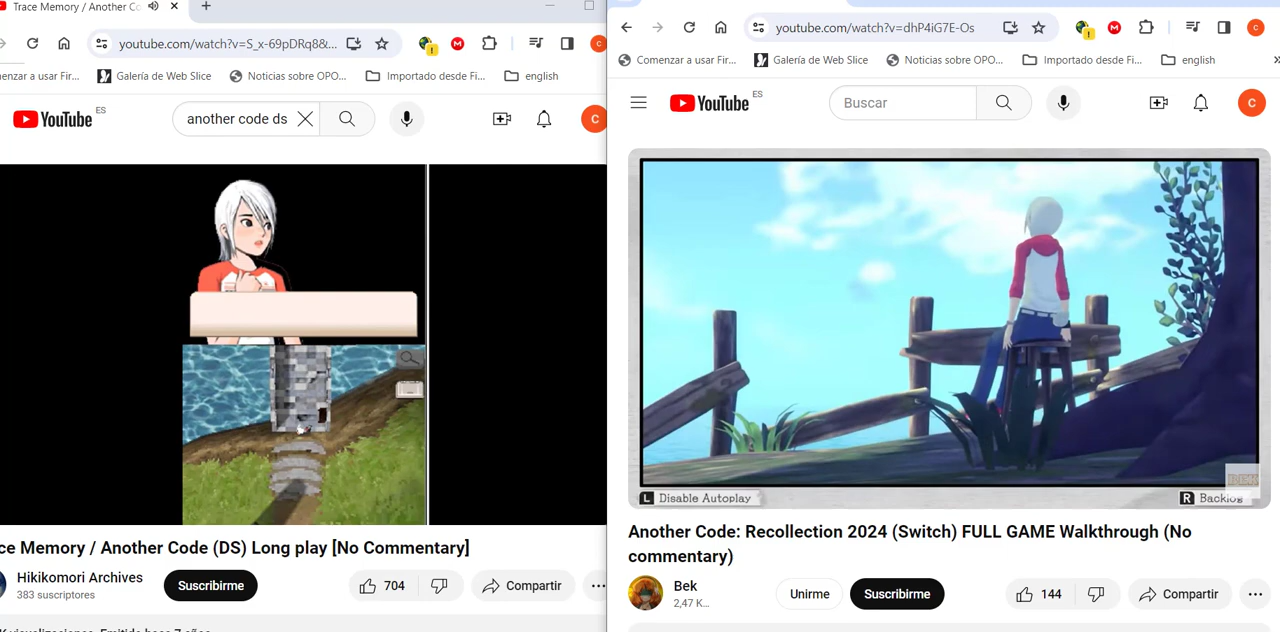 Trace Memory / Another Co
youtube.com/watch?v=S_x-69pDRq8&...
enzar a usar Fir...
Galería de Web Slice
Noticias sobre OPO...
Importado desde Fi...
english
YouTube ES
another code ds
C
ce Memory / Another Code (DS) Long play [No Commentary]
Hikikomori Archives
383 suscriptores
Suscribirme
704
Compartir
youtube.com/watch?v=dhP4iG7E-Os
Comenzar a usar Fir...
Galería de Web Slice
Noticias sobre OPO...
Importado desde Fi...
english
YouTube ES
Buscar
C
L Disable Autoplay
BEK
R Backlog
Another Code: Recollection 2024 (Switch) FULL GAME Walkthrough (No
commentary)
Bek
2,47 K...
Unirme
Suscribirme
144
Compartir